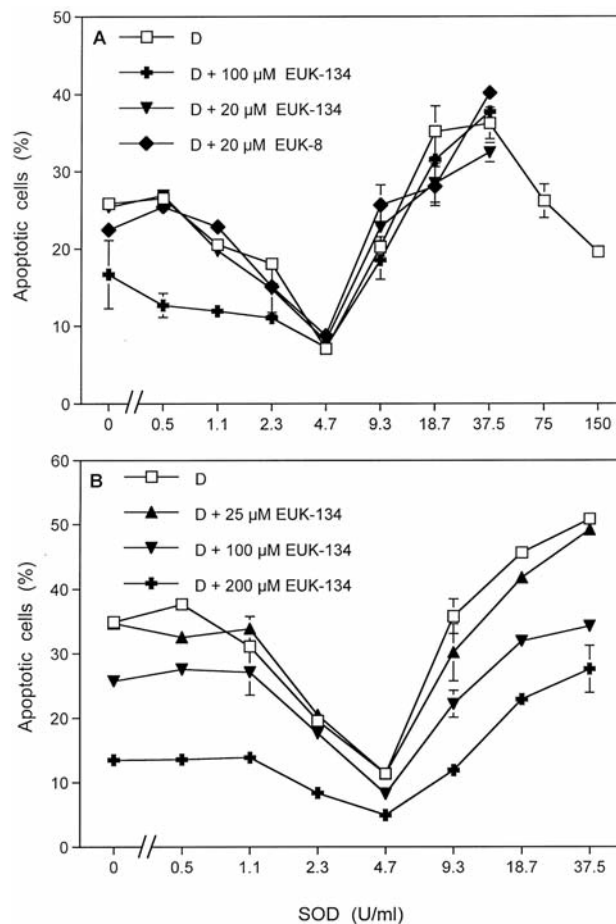 A
D
D + 100 µM EUK-134
D + 20 µM EUK-134
D + 20 µM EUK-8
Apoptotic cells (%)
50
40
30
20
10
0
0 0.5 1.1 2.3 4.7 9.3 18.7 37.5 75 150
B
D
D + 25 µM EUK-134
D + 100 µM EUK-134
D + 200 µM EUK-134
Apoptotic cells (%)
60
50
40
30
20
10
0
0 0.5 1.1 2.3 4.7 9.3 18.7 37.5
SOD (U/ml)